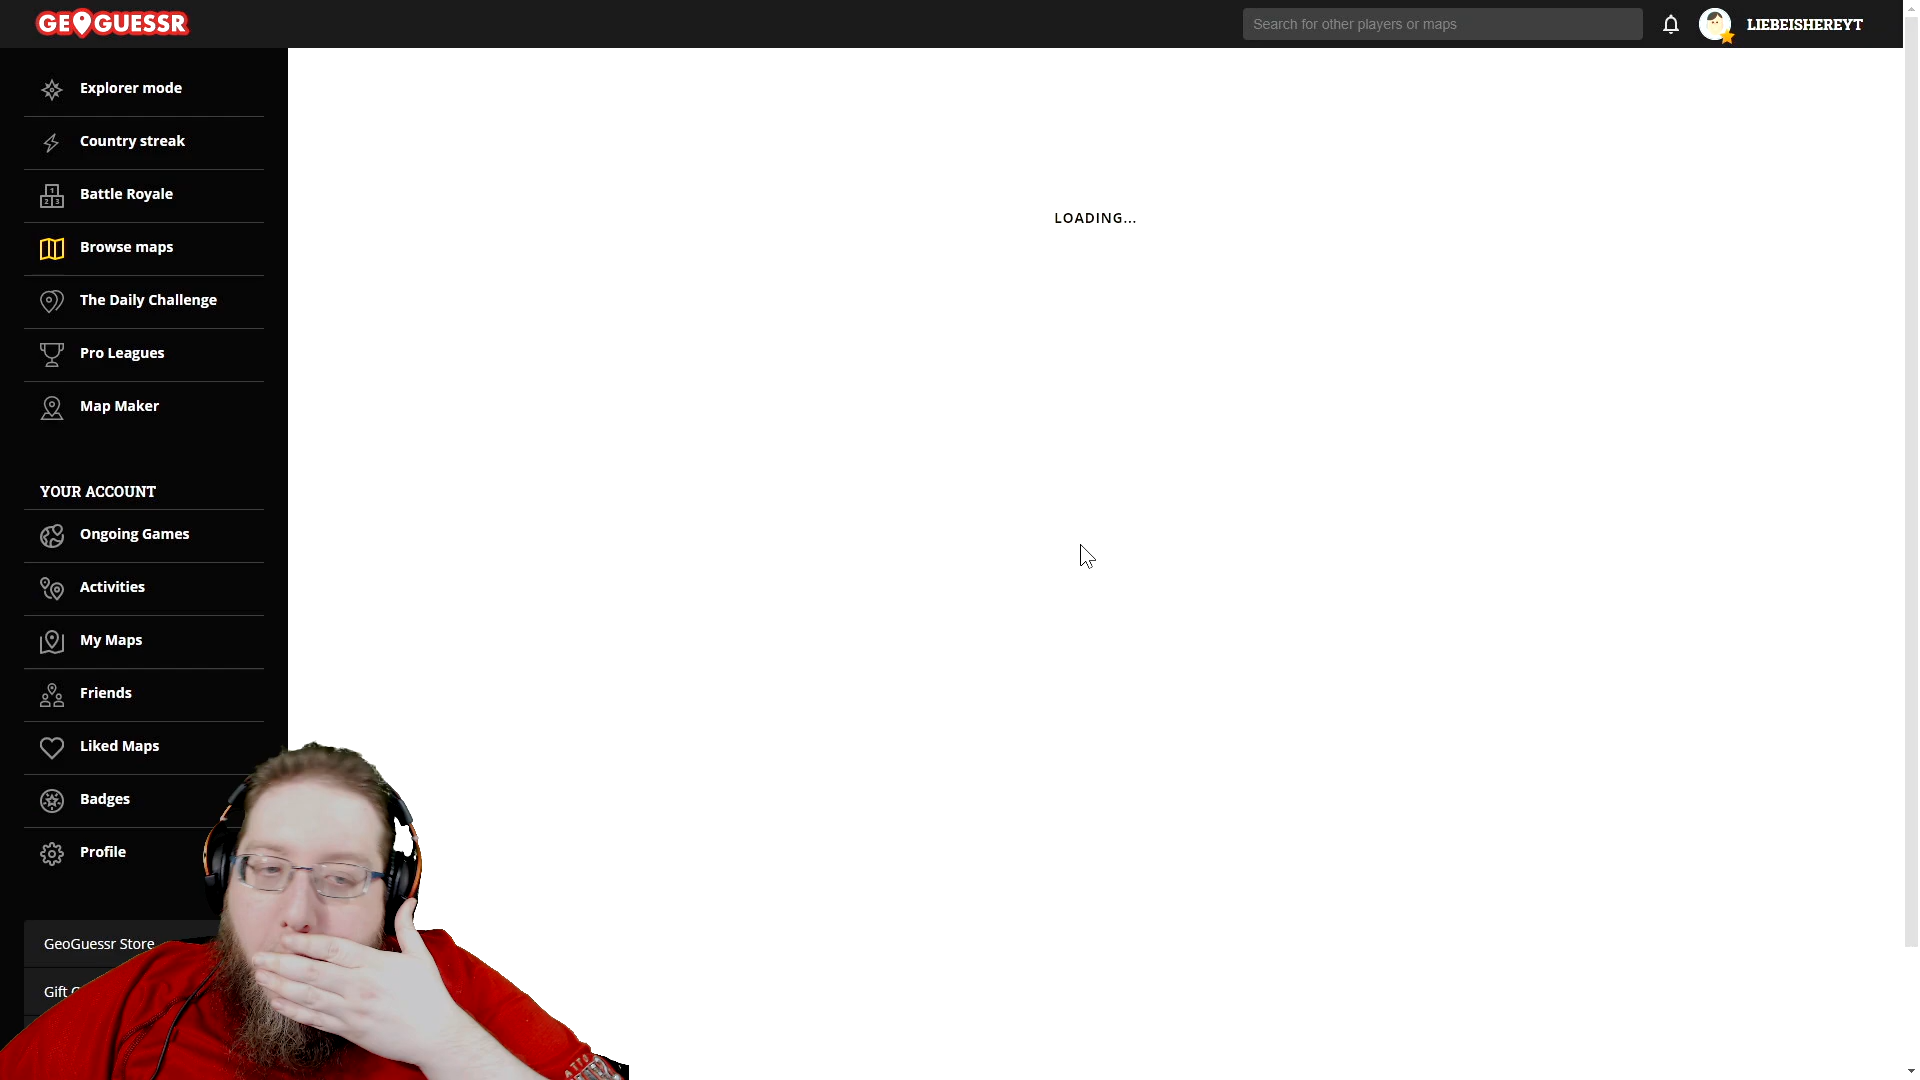 GEOGUESSR
Search for other players or maps
LIEBEISHEREYT
Explorer mode
Country streak
Battle Royale
Browse maps
The Daily Challenge
Pro Leagues
Map Maker
LOADING...
YOUR ACCOUNT
Ongoing Games
Activities
My Maps
Friends
Liked Maps
Badges
Profile
GeoGuessr Store
Gift